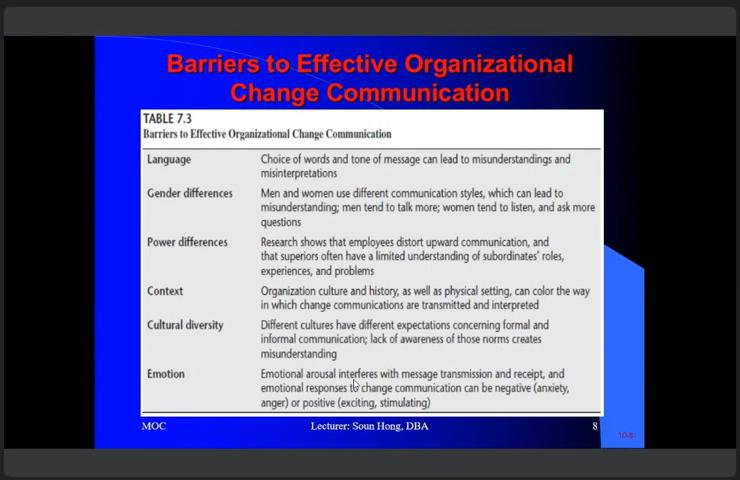 Barriers to Effective Organizational
Change Communication
TABLE 7.3
Barriers to Effective Organizational Change Communication
Language Choice of words and tone of message can lead to misunderstandings and
misinterpretations
Gender differences Men and women use different communication styles, which can lead to
misunderstanding; men tend to talk more; women tend to listen, and ask more
questions
Power differences Research shows that employees distort upward communication, and
that superiors often have a limited understanding of subordinates' roles,
experiences, and problems
Context Organization culture and history, as well as physical setting, can color the way
in which change communications are transmitted and interpreted
Cultural diversity Different cultures have different expectations concerning formal and
informal communication; lack of awareness of those norms creates
misunderstanding
Emotion Emotional arousal interferes with message transmission and receipt, and
emotional responses to change communication can be negative (anxiety,
anger) or positive (exciting, stimulating)
MOC Lecturer: Soun Hong, DBA 8
10-8